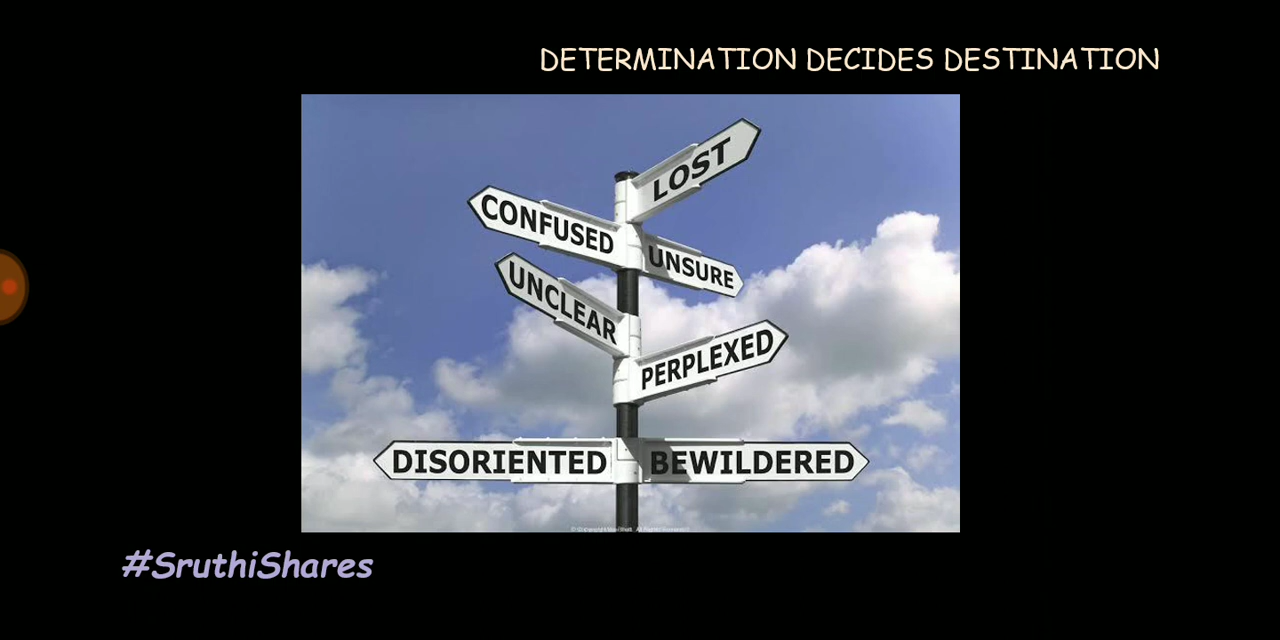 DETERMINATION DECIDES DESTINATION
LOST
CONFUSED
UNSURE
UNCLEAR
PERPLEXED
DISORIENTED
BEWILDERED
#SruthiShares